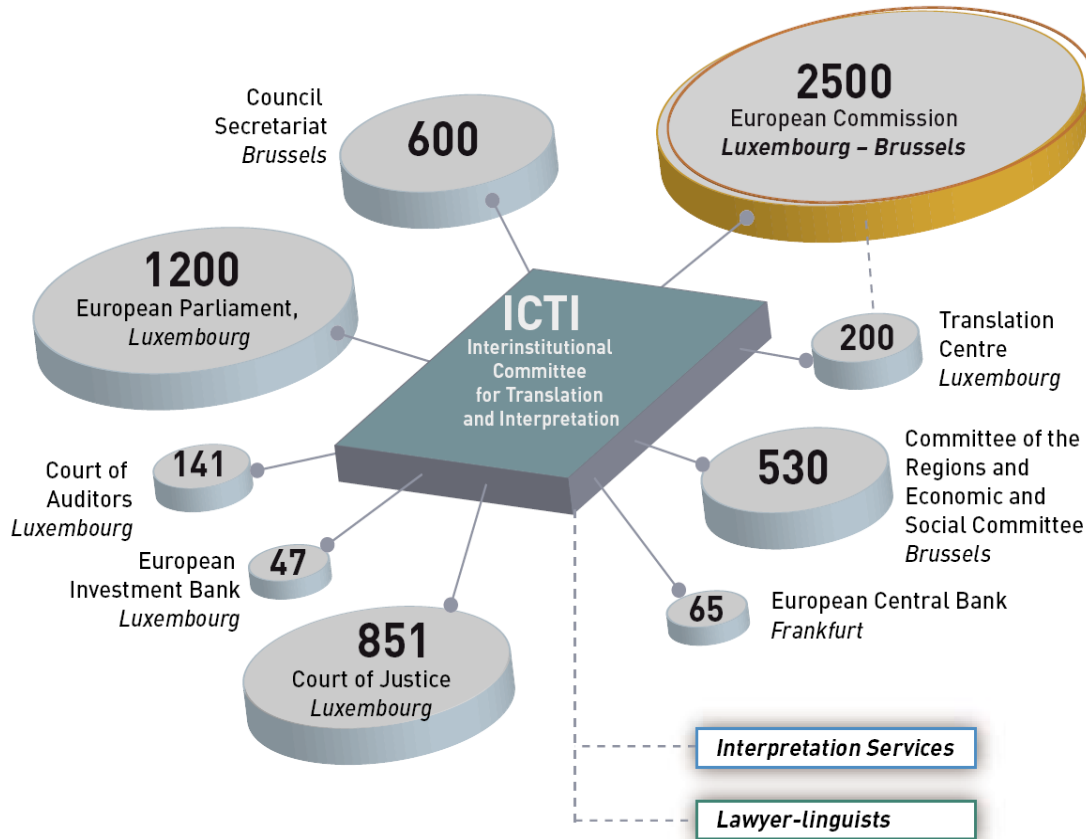 2500
European Commission
Luxembourg – Brussels
Council
Secretariat
Brussels
600
1200
European Parliament,
Luxembourg
ICTI
Interinstitutional
Committee
for Translation
and Interpretation
200
Translation
Centre
Luxembourg
141
Court of
Auditors
Luxembourg
530
Committee of the
Regions and
Economic and
Social Committee
Brussels
47
European
Investment Bank
Luxembourg
65
European Central Bank
Frankfurt
851
Court of Justice
Luxembourg
Interpretation Services
Lawyer-linguists